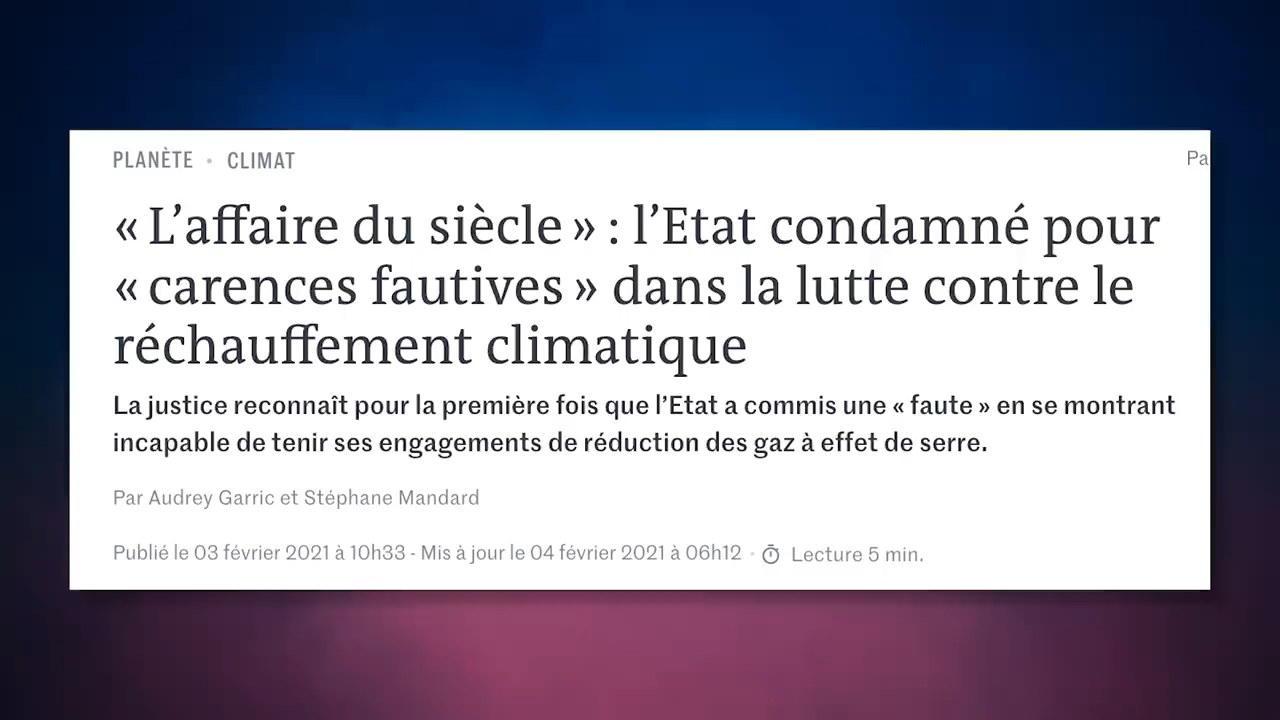 PLANÈTE • CLIMAT
Pa
« L’affaire du siècle » : l’Etat condamné pour
« carences fautives » dans la lutte contre le
réchauffement climatique
La justice reconnaît pour la première fois que l’Etat a commis une « faute » en se montrant
incapable de tenir ses engagements de réduction des gaz à effet de serre.
Par Audrey Garric et Stéphane Mandard
Publié le 03 février 2021 à 10h33 - Mis à jour le 04 février 2021 à 06h12 • Lecture 5 min.